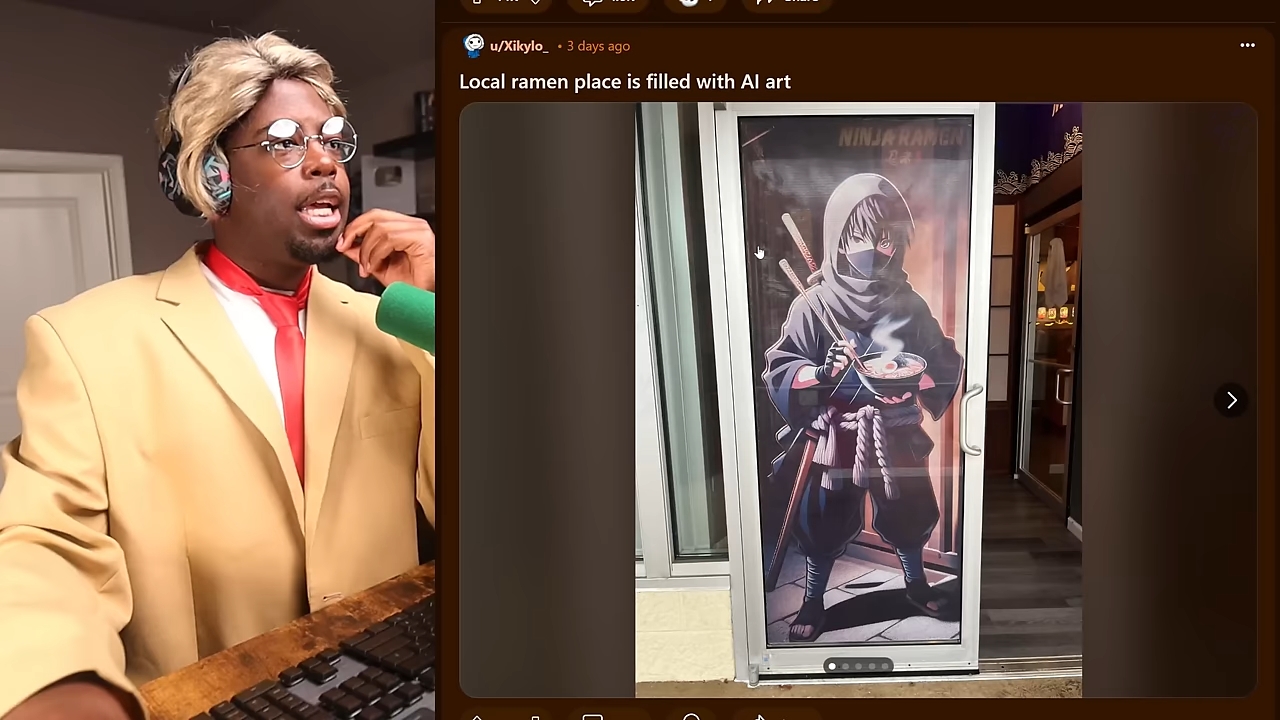 u/Xikylo_ • 3 days ago
Local ramen place is filled with AI art
NINJA RAMEN